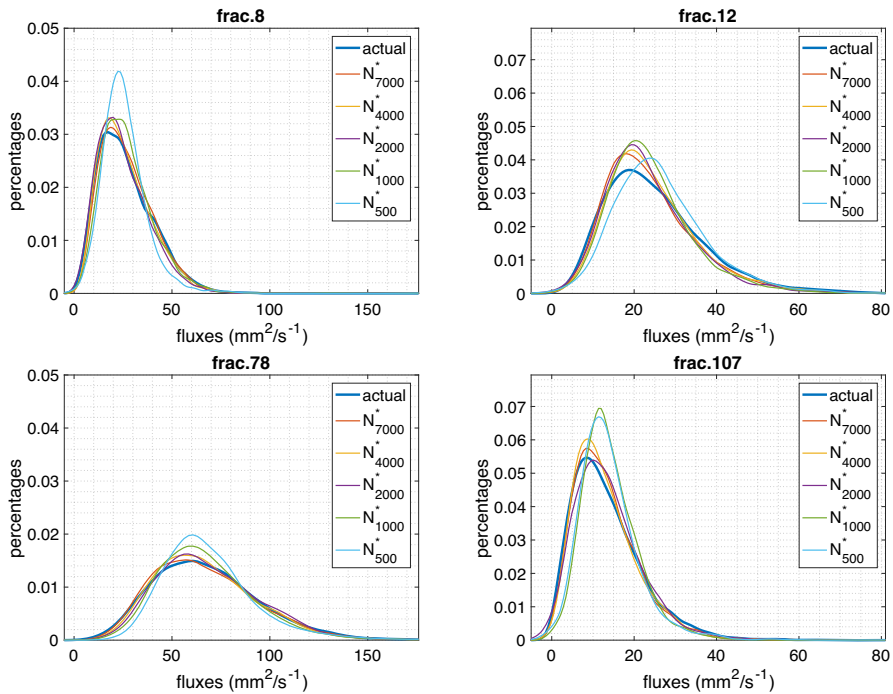 frac.8
0.05
0.04
0.03
0.02
0.01
0
percentages
0
50
100
150
fluxes (mm²/s⁻¹)
actual
N*7000
N*4000
N*2000
N*1000
N*500
frac.12
0.07
0.06
0.05
0.04
0.03
0.02
0.01
0
percentages
0
20
40
60
80
fluxes (mm²/s⁻¹)
actual
N*7000
N*4000
N*2000
N*1000
N*500
frac.78
0.05
0.04
0.03
0.02
0.01
0
percentages
0
50
100
150
fluxes (mm²/s⁻¹)
actual
N*7000
N*4000
N*2000
N*1000
N*500
frac.107
0.07
0.06
0.05
0.04
0.03
0.02
0.01
0
percentages
0
20
40
60
80
fluxes (mm²/s⁻¹)
actual
N*7000
N*4000
N*2000
N*1000
N*500